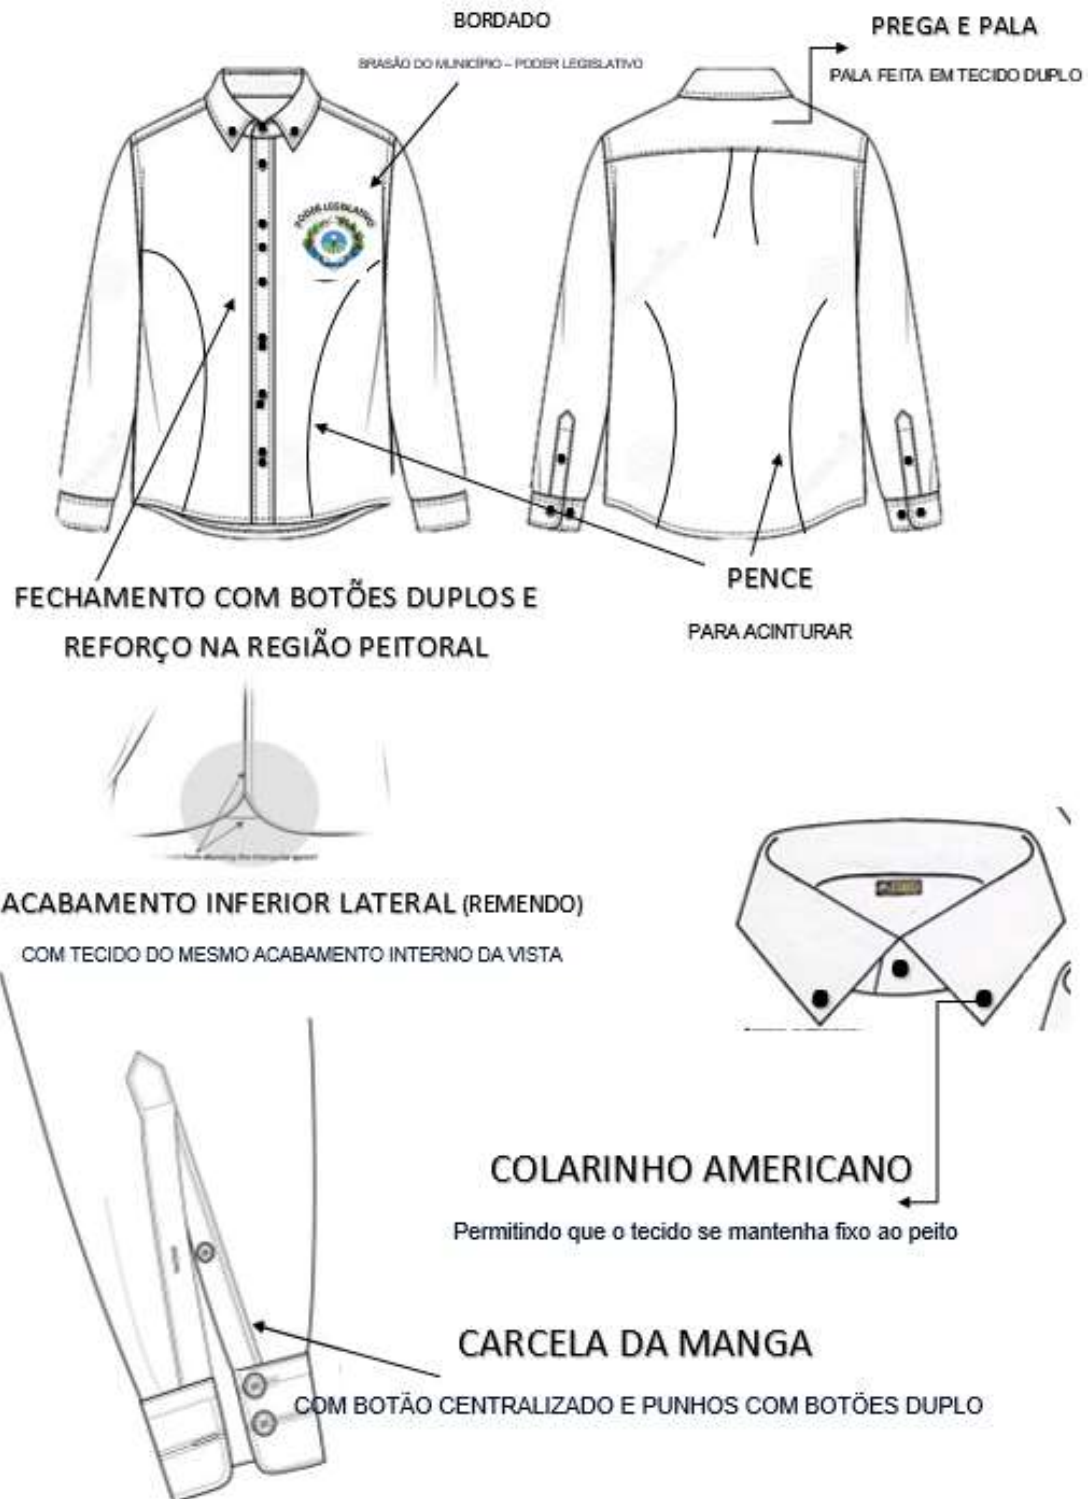 BORDADO
BRASÃO DO MUNICÍPIO – PODER LEGISLATIVO
PREGA E PALA
PALA FEITA EM TECIDO DUPLO
PODER LEGISLATIVO
FECHAMENTO COM BOTÕES DUPLOS E
REFORÇO NA REGIÃO PEITORAL
PENCE
PARA ACINTURAR
ACABAMENTO INFERIOR LATERAL (REMENDO)
COM TECIDO DO MESMO ACABAMENTO INTERNO DA VISTA
COLARINHO AMERICANO
Permitindo que o tecido se mantenha fixo ao peito
CARCELA DA MANGA
COM BOTÃO CENTRALIZADO E PUNHOS COM BOTÕES DUPLO